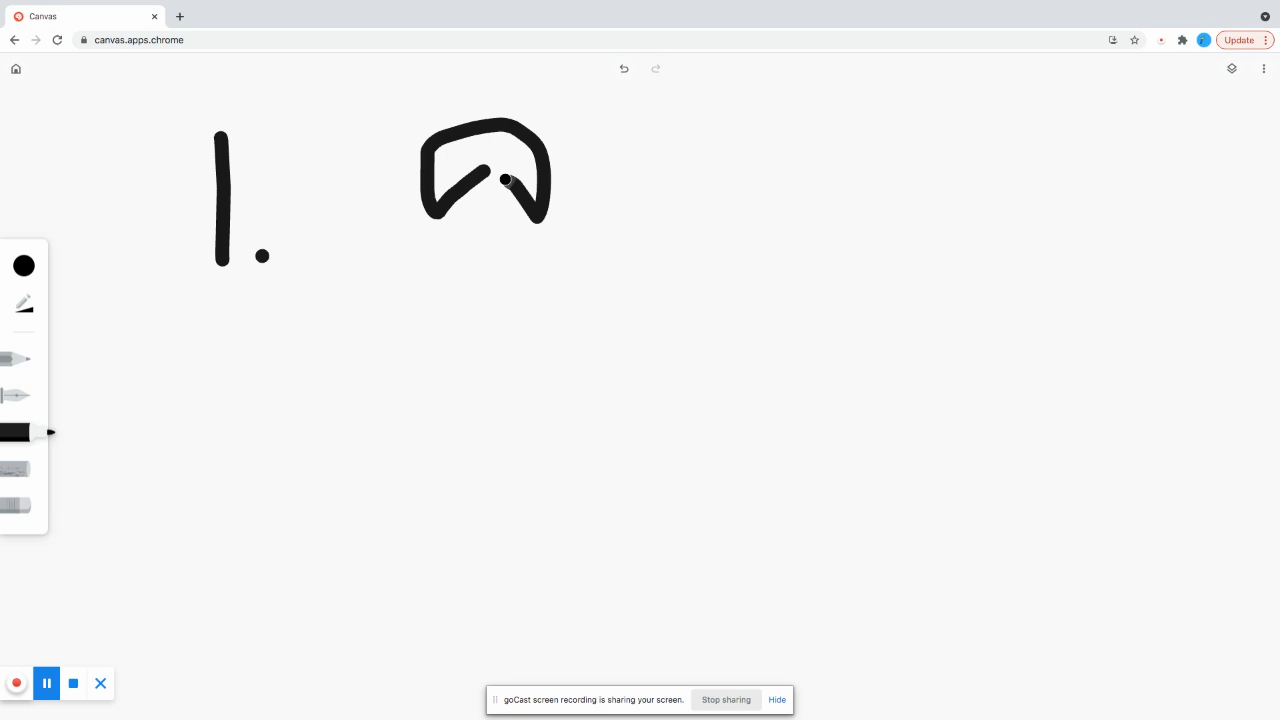 Canvas
canvas.apps.chrome
Update
1.
goCast screen recording is sharing your screen. Stop sharing Hide